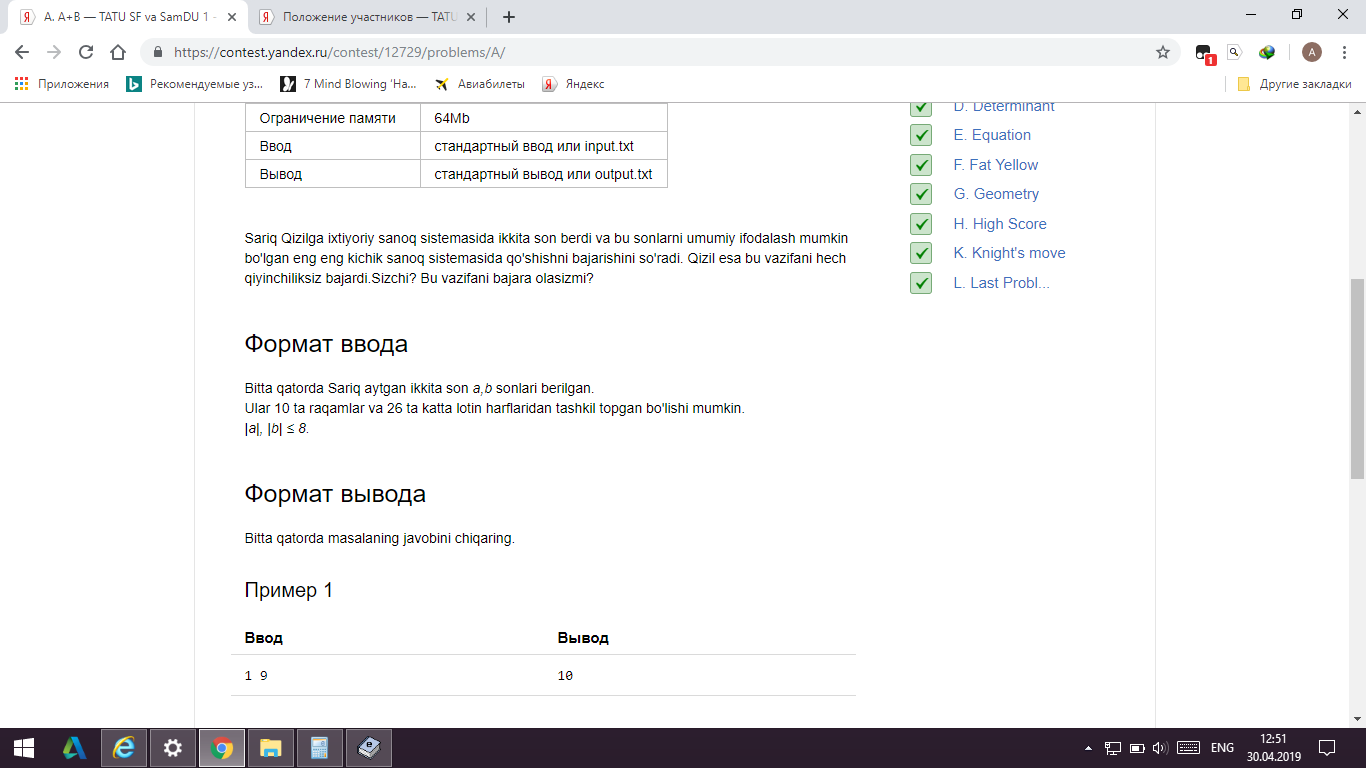 A. A+B — TATU SF va SamDU 1 -
Положение участников — TATU
https://contest.yandex.ru/contest/12729/problems/A/
A
1
Приложения
Рекомендуемые уз...
7 Mind Blowing 'Ha...
Авиабилеты
Яндекс
Другие закладки
Ограничение памяти 64Mb
Ввод стандартный ввод или input.txt
Вывод стандартный вывод или output.txt
D. Determinant
E. Equation
F. Fat Yellow
G. Geometry
H. High Score
K. Knight's move
L. Last Probl...
Sariq Qizilga ixtiyoriy sanoq sistemasida ikkita son berdi va bu sonlarni umumiy ifodalash mumkin
bo'lgan eng eng kichik sanoq sistemasida qo'shishni bajarishini so'radi. Qizil esa bu vazifani hech
qiyinchiliksiz bajardi.Sizchi? Bu vazifani bajara olasizmi?
Формат ввода
Bitta qatorda Sariq aytgan ikkita son a,b sonlari berilgan.
Ular 10 ta raqamlar va 26 ta katta lotin harflaridan tashkil topgan bo'lishi mumkin.
|a|, |b| ≤ 8.
Формат вывода
Bitta qatorda masalaning javobini chiqaring.
Пример 1
Ввод Вывод
1 9 10
ENG
12:51
30.04.2019